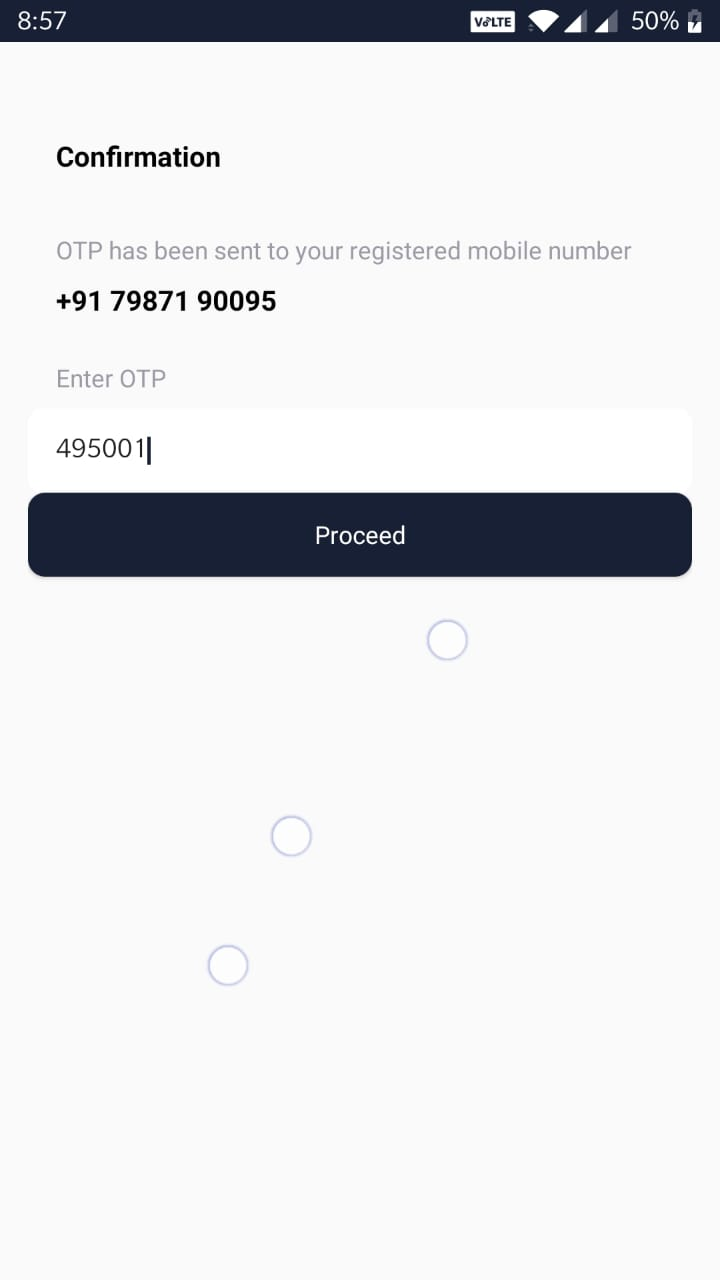 8:57 VoLTE 50%
Confirmation
OTP has been sent to your registered mobile number
+91 79871 90095
Enter OTP
495001
Proceed